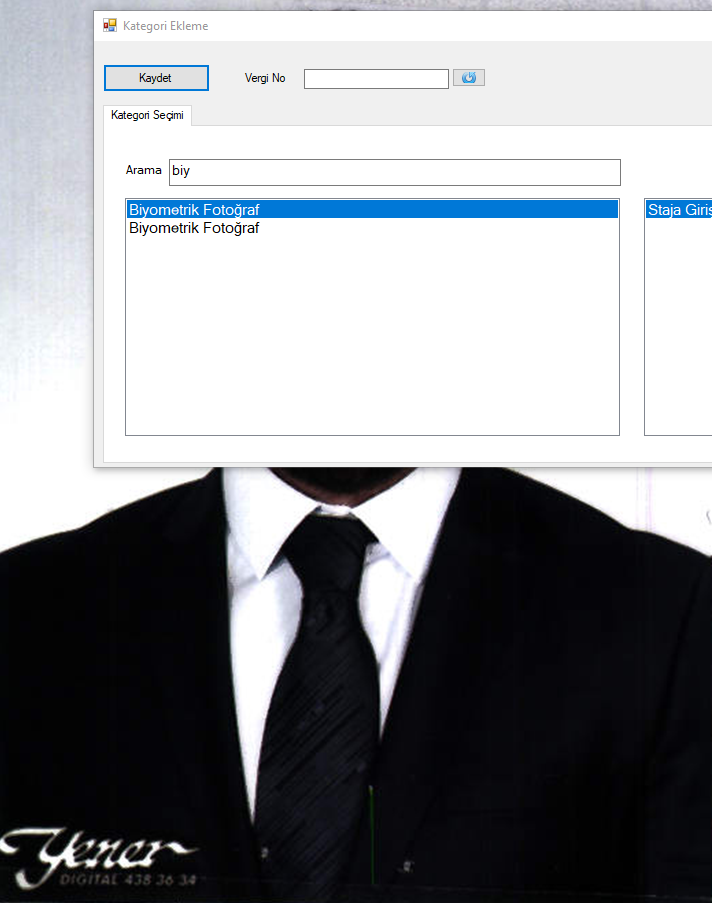 Kategori Ekleme
Kaydet
Vergi No
Kategori Seçimi
Arama
biy
Biyometrik Fotoğraf
Biyometrik Fotoğraf
Staja Giriş
Yener
DIGITAL 438 36 34